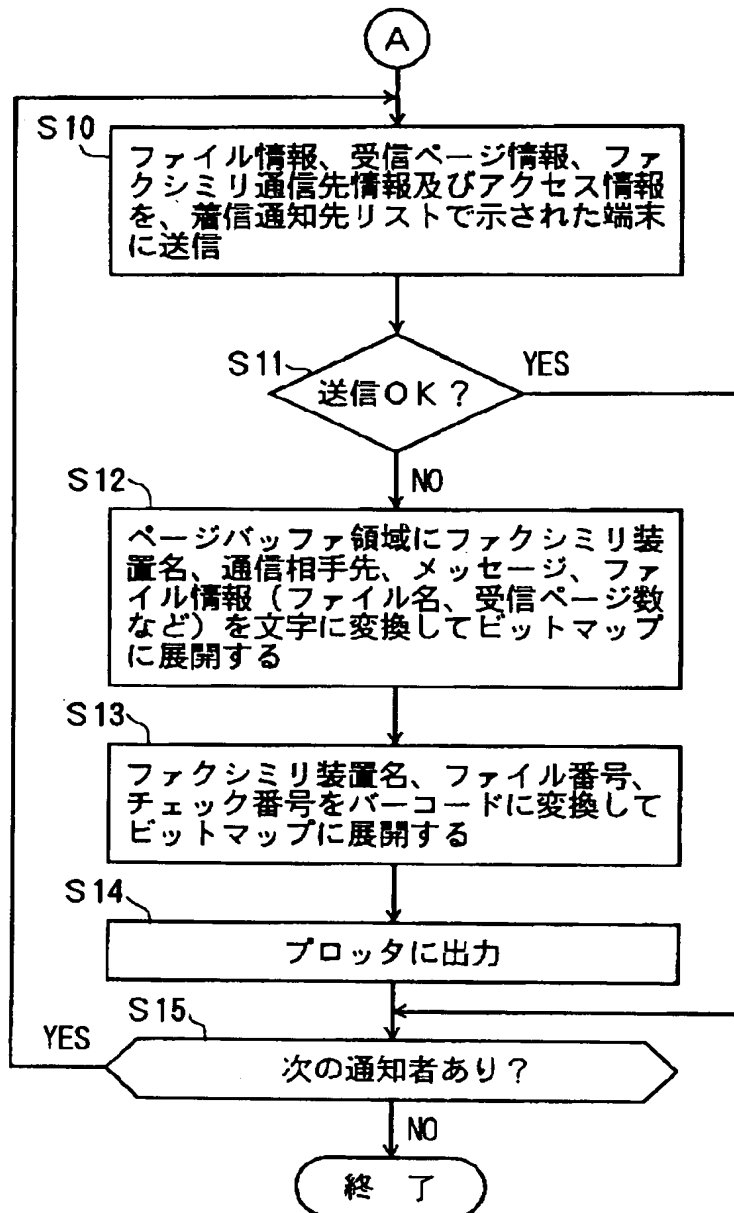 A
S10
ファイル情報、受信ページ情報、ファ
クシミリ通信先情報及びアクセス情報
を、着信通知先リストで示された端末
に送信
S11
YES
送信OK?
NO
S12
ページバッファ領域にファクシミリ装
置名、通信相手先、メッセージ、ファ
イル情報(ファイル名、受信ページ数
など)を文字に変換してビットマップ
に展開する
S13
ファクシミリ装置名、ファイル番号、
チェック番号をバーコードに変換して
ビットマップに展開する
S14
プロッタに出力
S15
YES
次の通知者あり?
NO
終 了